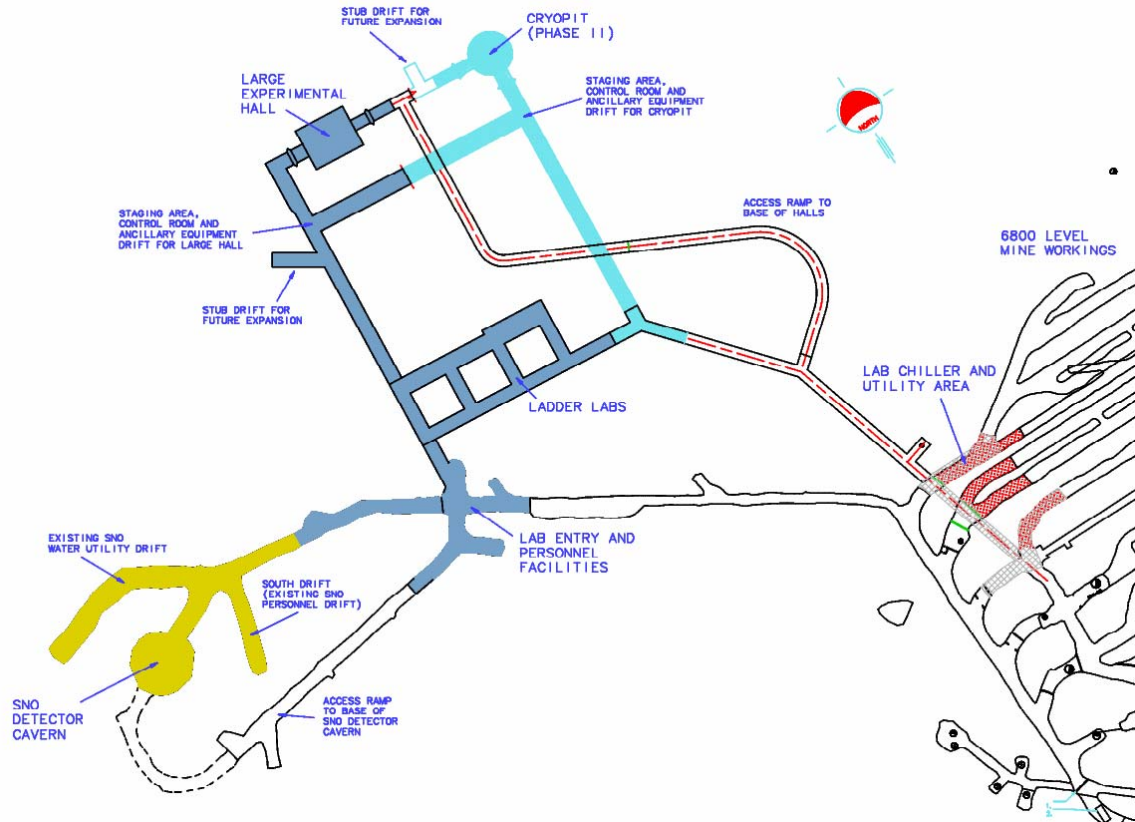 STUB DRIFT FOR
FUTURE EXPANSION
CRYOPIT
(PHASE II)
LARGE
EXPERIMENTAL
HALL
STAGING AREA,
CONTROL ROOM AND
ANCILLARY EQUIPMENT
DRIFT FOR CRYOPIT
NORTH
STAGING AREA,
CONTROL ROOM AND
ANCILLARY EQUIPMENT
DRIFT FOR LARGE HALL
ACCESS RAMP TO
BASE OF HALLS
6800 LEVEL
MINE WORKINGS
STUB DRIFT FOR
FUTURE EXPANSION
LAB CHILLER AND
UTILITY AREA
LADDER LABS
EXISTING SNO
WATER UTILITY DRIFT
LAB ENTRY AND
PERSONNEL
FACILITIES
SOUTH DRIFT
(EXISTING SNO
PERSONNEL DRIFT)
SNO
DETECTOR
CAVERN
ACCESS RAMP
TO BASE OF
SNO DETECTOR
CAVERN